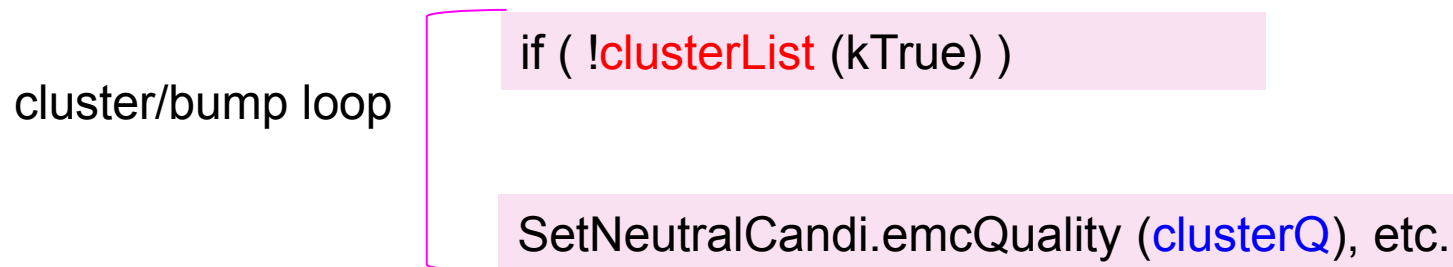 if ( !clusterList (kTrue) )
cluster/bump loop
SetNeutralCandi.emcQuality (clusterQ), etc.